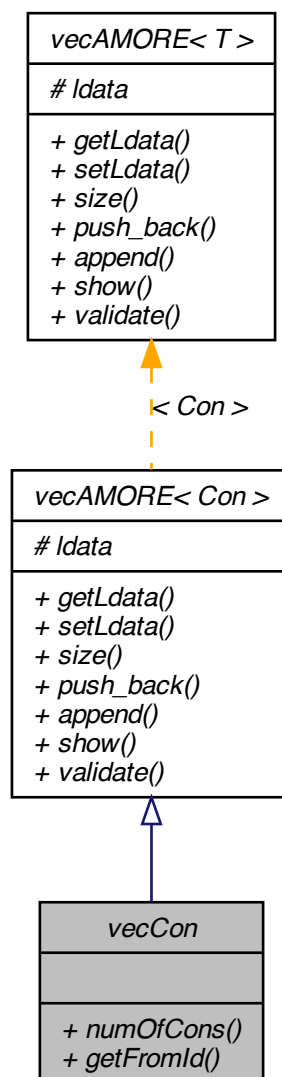 vecAMORE< T >
# ldata
+ getLdata()
+ setLdata()
+ size()
+ push_back()
+ append()
+ show()
+ validate()
< Con >
vecAMORE< Con >
# ldata
+ getLdata()
+ setLdata()
+ size()
+ push_back()
+ append()
+ show()
+ validate()
vecCon
+ numOfCons()
+ getFromId()